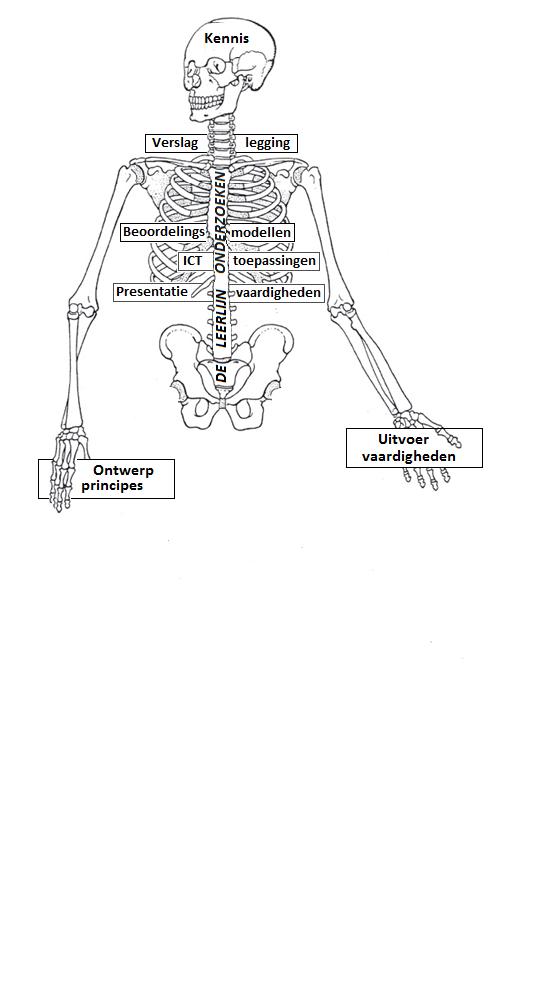 Kennis
Verslag legging
DE LEERLIJN ONDERZOEKEN
Beoordelings modellen
ICT toepassingen
Presentatie vaardigheden
Uitvoer
vaardigheden
Ontwerp
principes